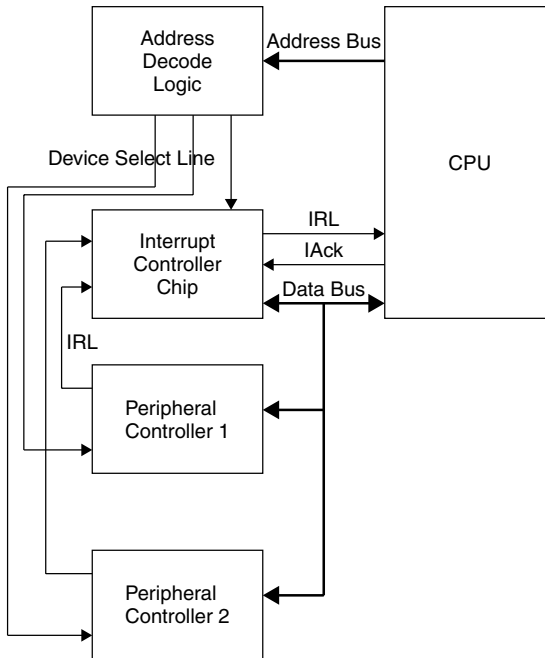 Address
Decode
Logic
Address Bus
CPU
Device Select Line
Interrupt
Controller
Chip
IRL
IAck
Data Bus
IRL
Peripheral
Controller 1
Peripheral
Controller 2